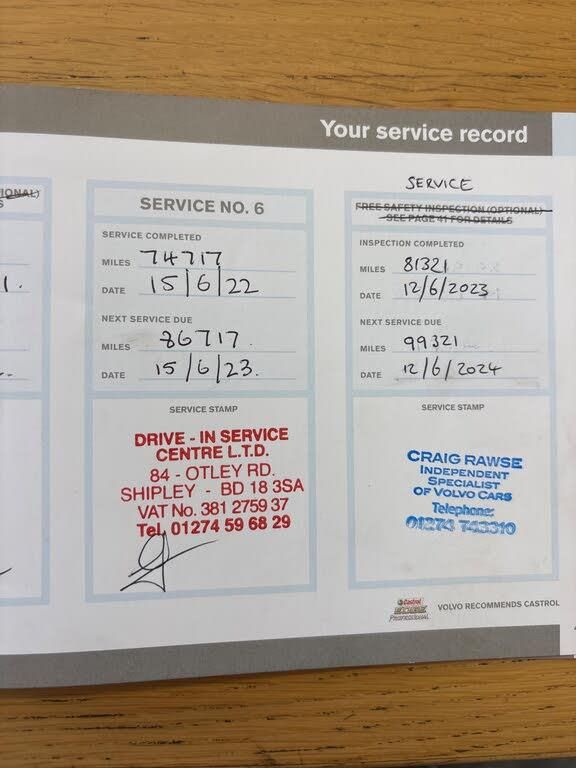 Your service record
IONAL)
S
1.
SERVICE NO. 6
SERVICE COMPLETED
MILES 74717
DATE 15/6/22
NEXT SERVICE DUE
MILES 86717.
DATE 15/6/23.
SERVICE STAMP
DRIVE - IN SERVICE
CENTRE L.T.D.
84 - OTLEY RD.
SHIPLEY - BD 18 3SA
VAT No. 381 2759 37
Tel. 01274 59 68 29
SERVICE
FREE SAFETY INSPECTION (OPTIONAL)
SEE PAGE 41 FOR DETAILS
INSPECTION COMPLETED
MILES 81321
DATE 12/6/2023
NEXT SERVICE DUE
MILES 99321
DATE 12/6/2024
SERVICE STAMP
CRAIG RAWSE
INDEPENDENT
SPECIALIST
OF VOLVO CARS
Telephone:
01274 743310
Castrol
EDGE
PROFESSIONAL
VOLVO RECOMMENDS CASTROL